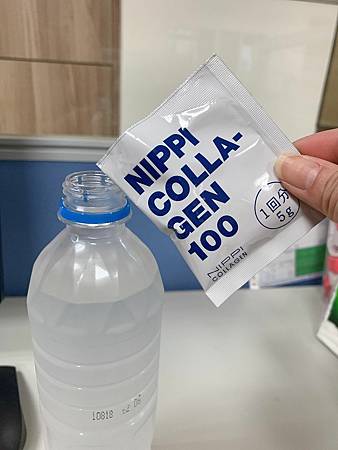 NIPPI
COLLA-
GEN
100
1回分
5g
NIPPI
COLLAGEN